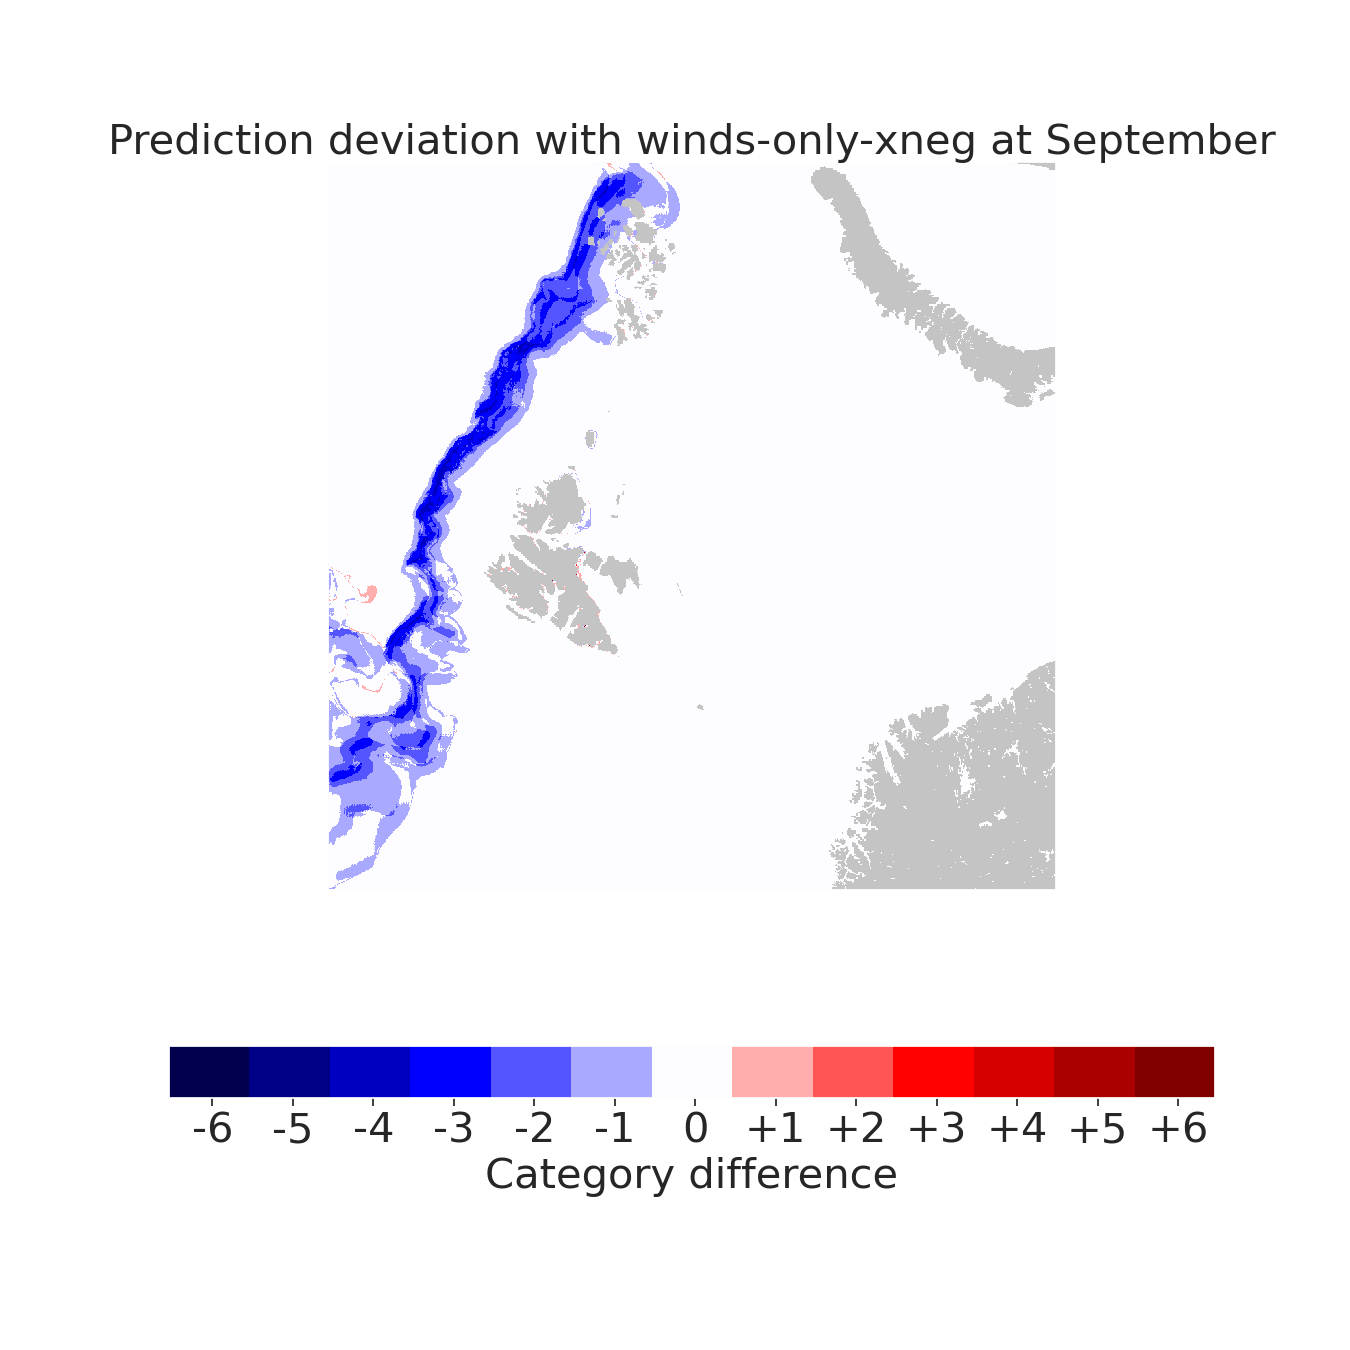 Prediction deviation with winds-only-xneg at September
-6 -5 -4 -3 -2 -1 0 +1 +2 +3 +4 +5 +6
Category difference